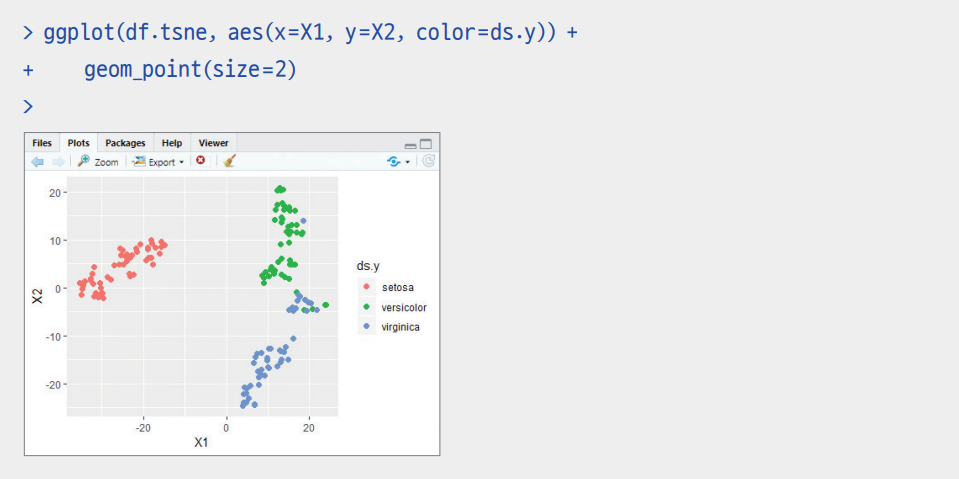 > ggplot(df.tsne, aes(x=X1, y=X2, color=ds.y)) +
+     geom_point(size=2)
>
Files Plots Packages Help Viewer
Zoom Export
20
10
0
-10
-20
X2
-20 0 20
X1
ds.y
setosa
versicolor
virginica